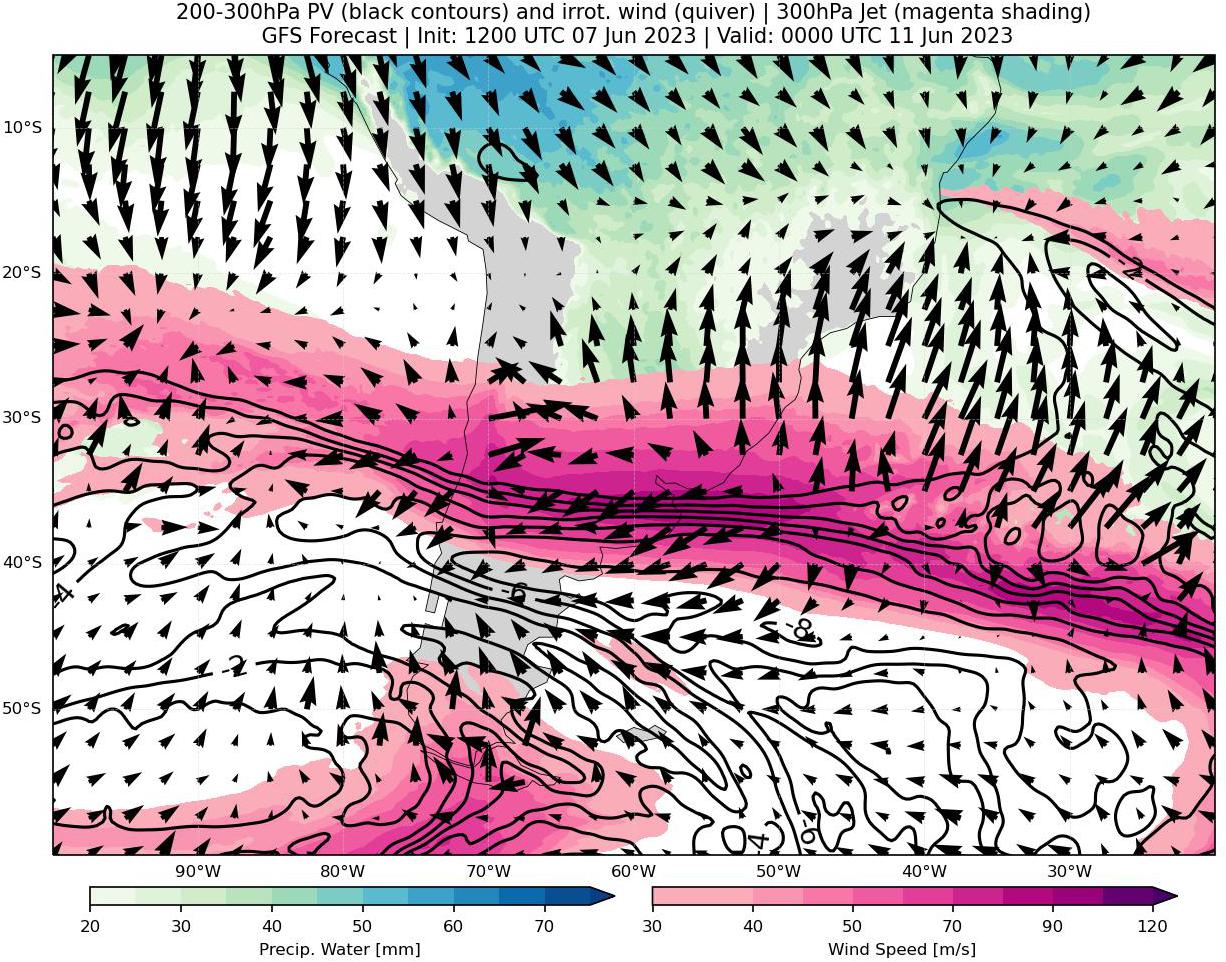 200-300hPa PV (black contours) and irrot. wind (quiver) | 300hPa Jet (magenta shading)
GFS Forecast | Init: 1200 UTC 07 Jun 2023 | Valid: 0000 UTC 11 Jun 2023
10°S
-2
20°S
30°S
40°S
-4
-6
-8
-2
50°S
-4
-6
90°W 80°W 70°W 60°W 50°W 40°W 30°W
20 30 40 50 60 70
30 40 50 70 90 120
Precip. Water [mm]
Wind Speed [m/s]